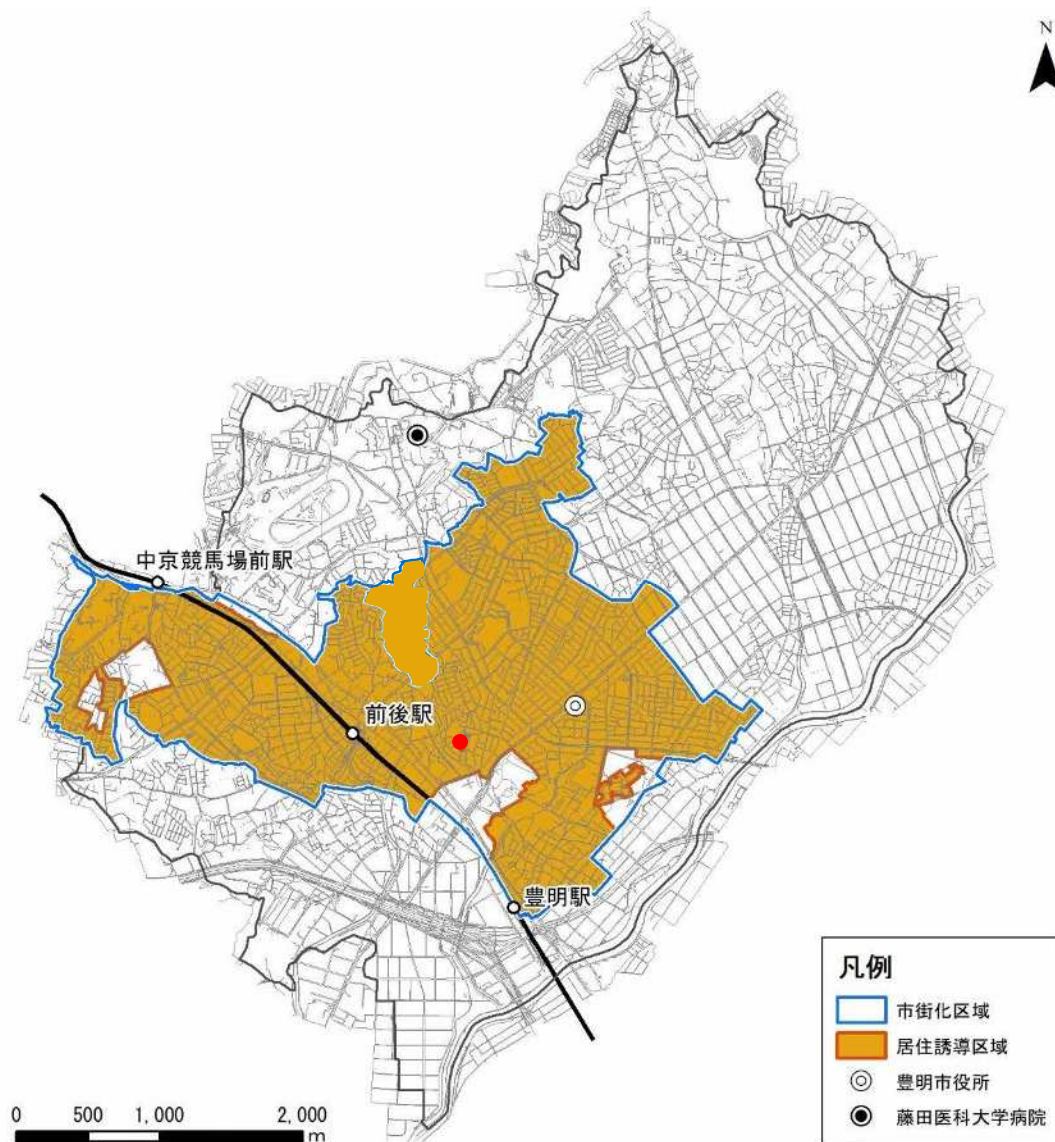 N
中京競馬場前駅
前後駅
豊明駅
凡例
市街化区域
居住誘導区域
豊明市役所
藤田医科大学病院
0 500 1,000 2,000
m